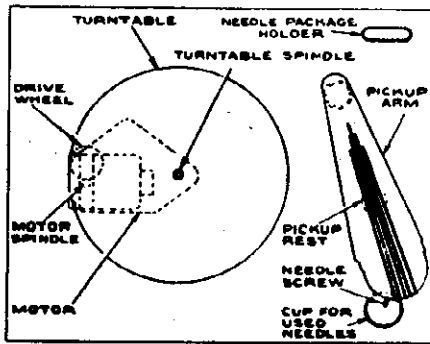 TURNTABLE
NEEDLE PACKAGE
HOLDER
TURNTABLE SPINDLE
DRIVE
WHEEL
PICKUP
ARM
MOTOR
SPINDLE
PICKUP
REST
NEEDLE
SCREW
MOTOR
CUP FOR
USED
NEEDLES